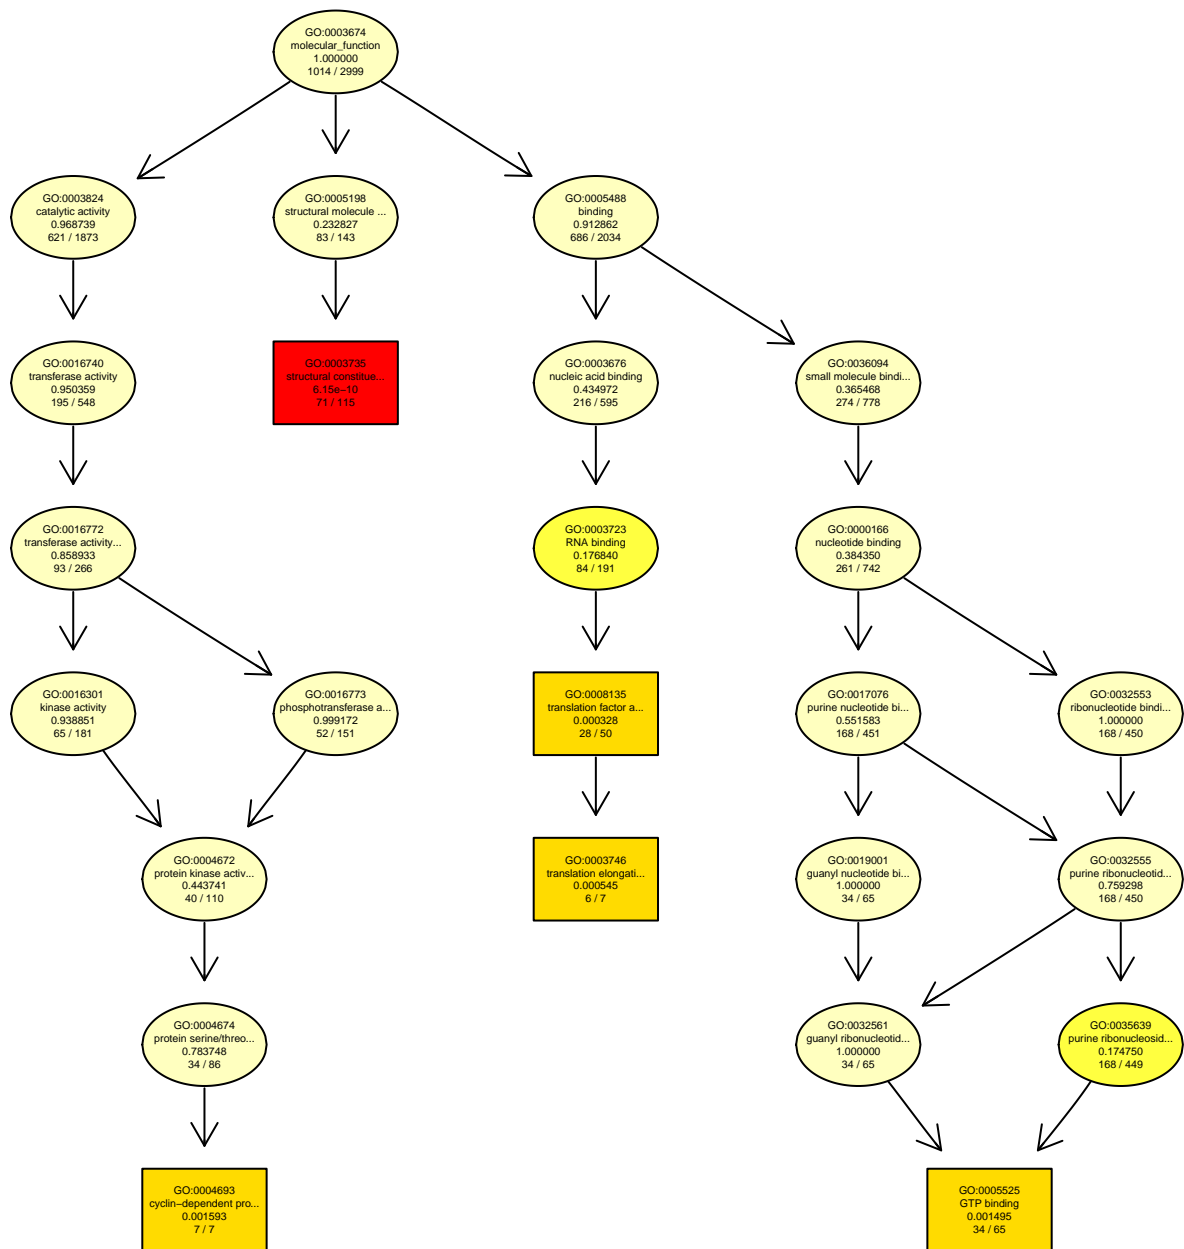 GO:0003674
molecular_function
1.000000
1014 / 2999
GO:0003824
catalytic activity
0.968739
621 / 1873
GO:0005198
structural molecule ...
0.232827
83 / 143
GO:0005488
binding
0.912862
686 / 2034
GO:0016740
transferase activity
0.950359
195 / 548
GO:0003735
structural constitue...
6.15e−10
71 / 115
GO:0003676
nucleic acid binding
0.434972
216 / 595
GO:0036094
small molecule bindi...
0.365468
274 / 778
GO:0016772
transferase activity...
0.858933
93 / 266
GO:0003723
RNA binding
0.176840
84 / 191
GO:0000166
nucleotide binding
0.384350
261 / 742
GO:0016301
kinase activity
0.938851
65 / 181
GO:0016773
phosphotransferase a...
0.999172
52 / 151
GO:0008135
translation factor a...
0.000328
28 / 50
GO:0017076
purine nucleotide bi...
0.551583
168 / 451
GO:0032553
ribonucleotide bindi...
1.000000
168 / 450
GO:0004672
protein kinase activ...
0.443741
40 / 110
GO:0003746
translation elongati...
0.000545
6 / 7
GO:0019001
guanyl nucleotide bi...
1.000000
34 / 65
GO:0032555
purine ribonucleotid...
0.759298
168 / 450
GO:0004674
protein serine/threo...
0.783748
34 / 86
GO:0032561
guanyl ribonucleotid...
1.000000
34 / 65
GO:0035639
purine ribonucleosid...
0.174750
168 / 449
GO:0004693
cyclin−dependent pro...
0.001593
7 / 7
GO:0005525
GTP binding
0.001495
34 / 65